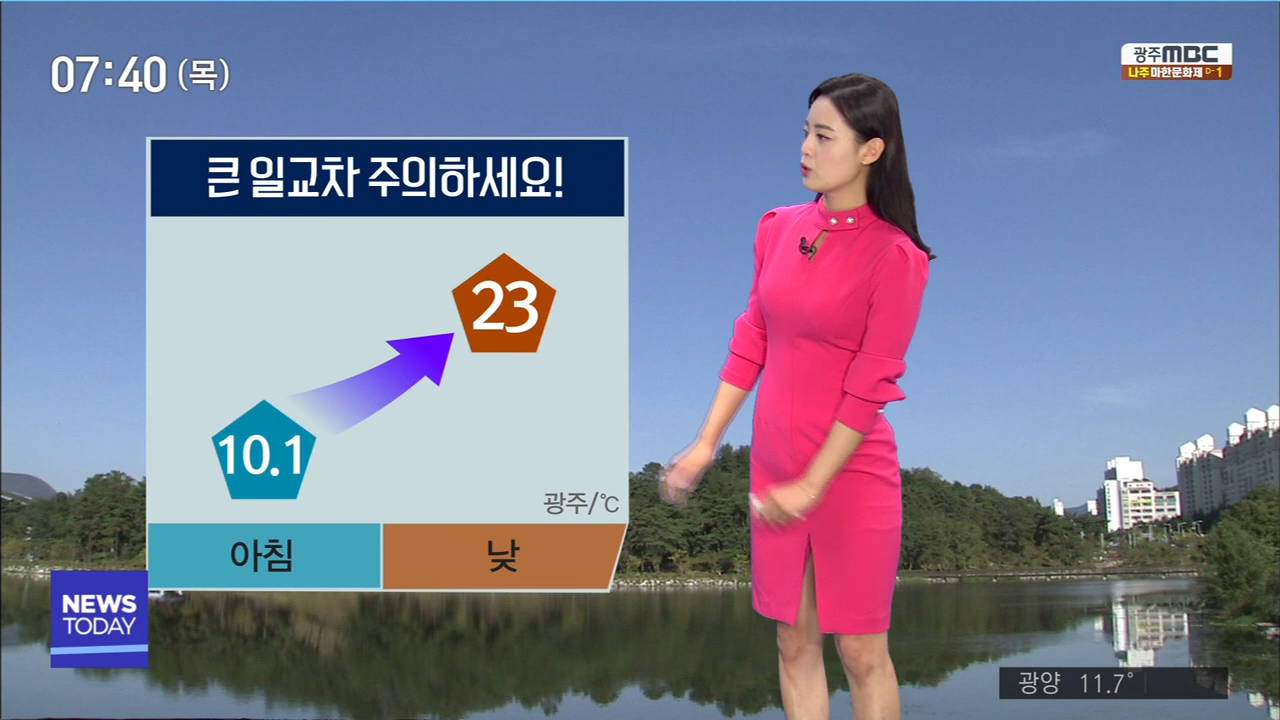 07:40 (목)
광주MBC
나주 마한문화제 D-1
큰 일교차 주의하세요!
23
10.1
광주/℃
아침
낮
NEWS
TODAY
광양 11.7°